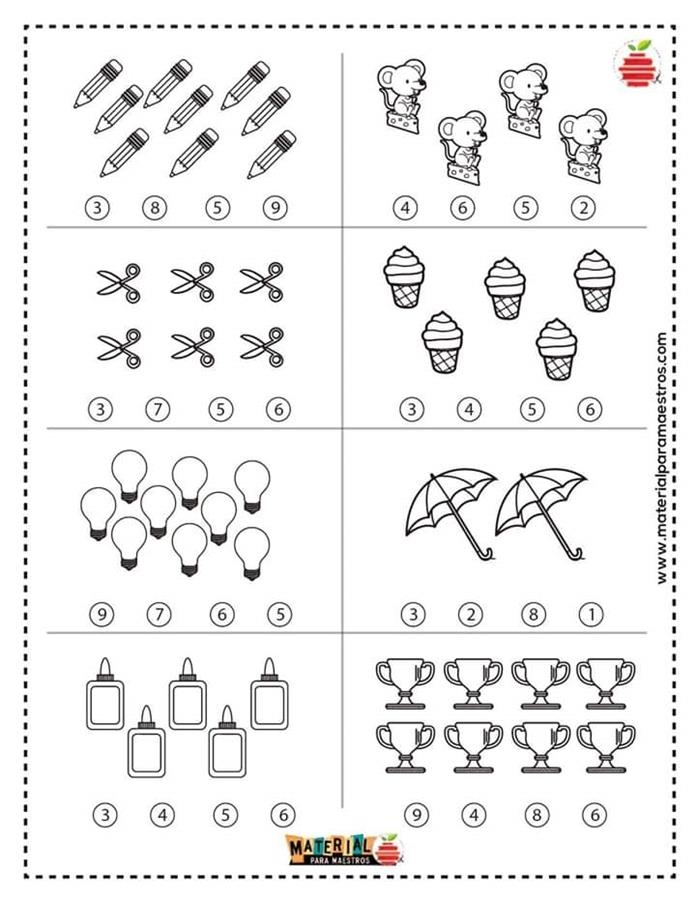 3 8 5 9
4 6 5 2
3 7 5 6
3 4 5 6
9 7 6 5
3 2 8 1
3 4 5 6
9 4 8 6
www.materialparamaestros.com
MATERIAL
PARA MAESTROS